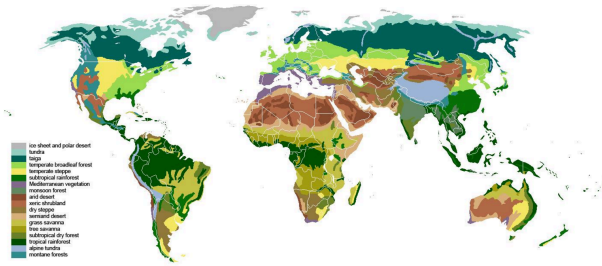 ice sheet and polar desert
tundra
taiga
temperate broadleaf forest
temperate steppe
subtropical rainforest
Mediterranean vegetation
monsoon forest
arid desert
xeric shrubland
dry steppe
semiarid desert
grass savanna
tree savanna
subtropical dry forest
tropical rainforest
alpine tundra
montane forests